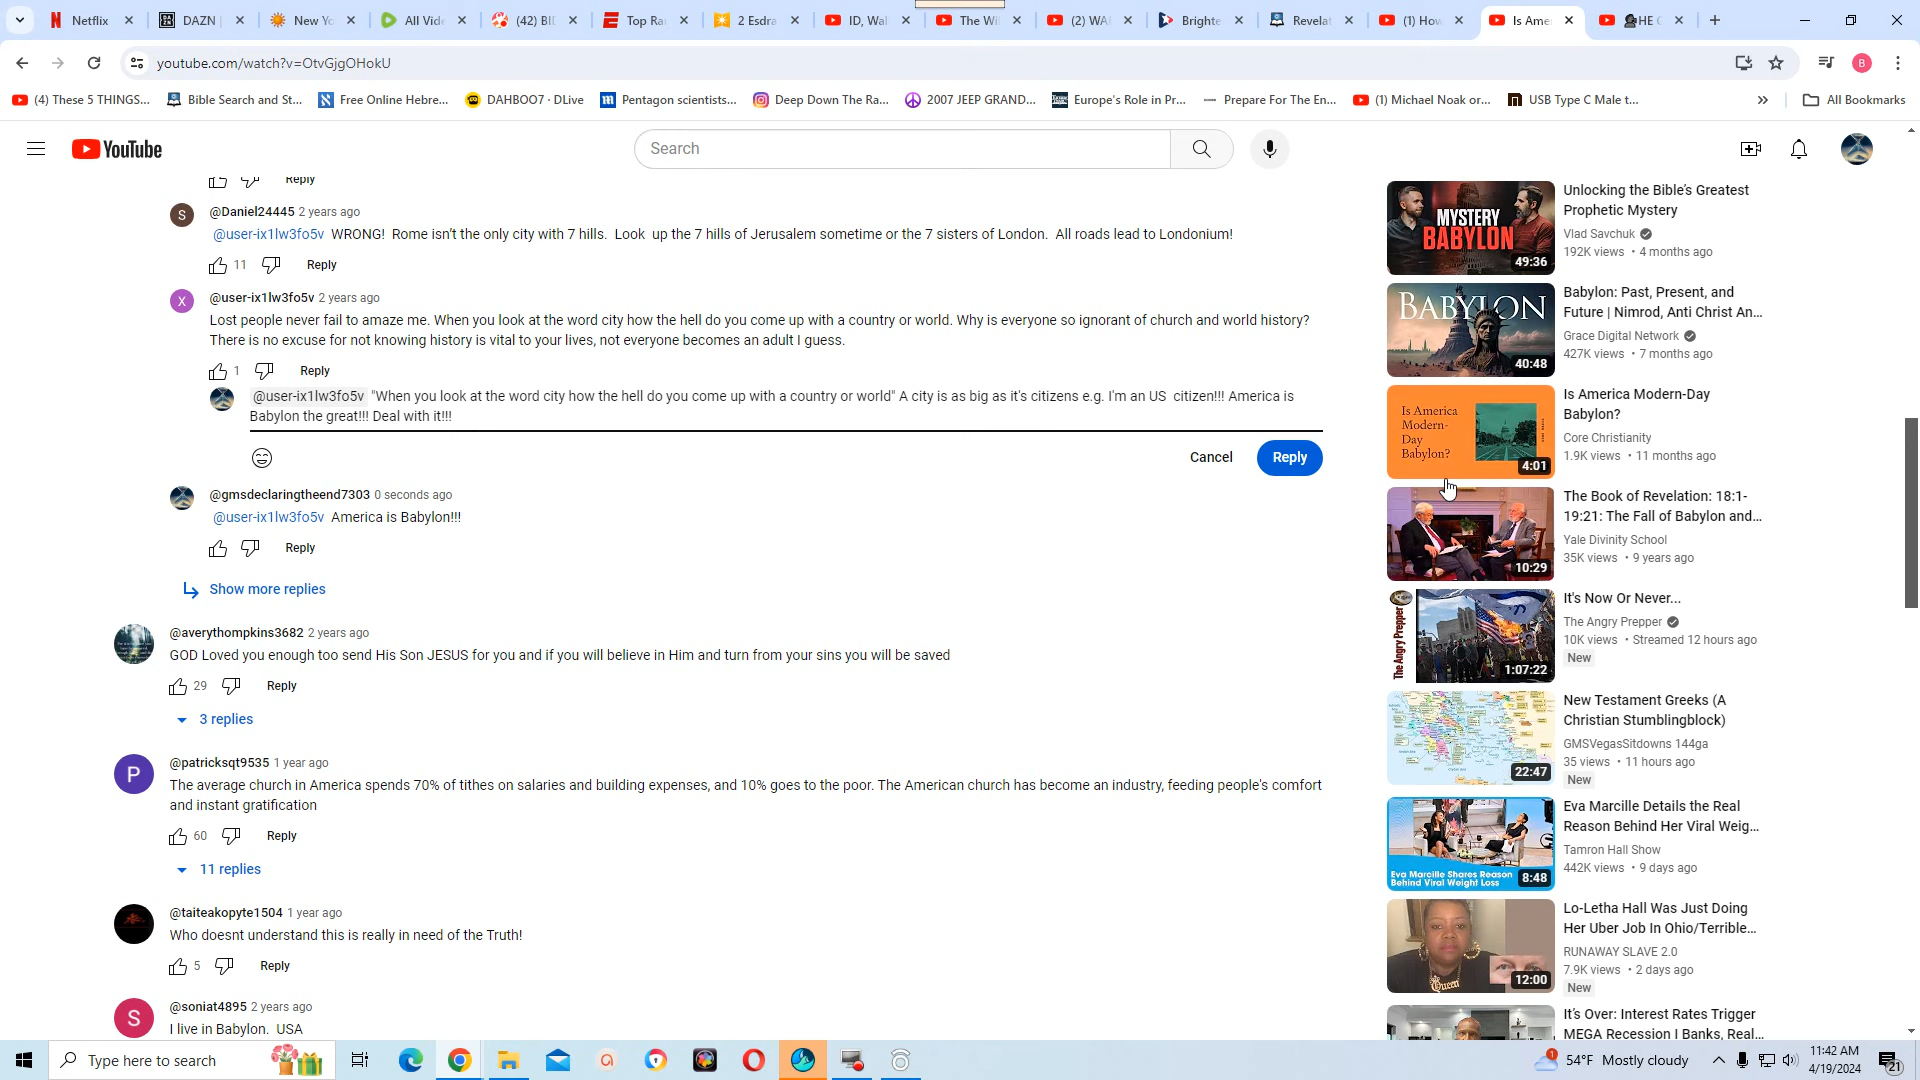 Netflix
DAZN |
New Yo
All Vide
(42) BI
Top Ra
2 Esdra
ID, Wal
The Wi
(2) WA
Brighte
Revelat
(1) How
Is Ame
HE
youtube.com/watch?v=OtvGjgOHokU
B
(4) These 5 THINGS...
Bible Search and St...
Free Online Hebre...
DAHBOO7 · DLive
Pentagon scientists...
Deep Down The Ra...
2007 JEEP GRAND...
Europe's Role in Pr...
Prepare For The En...
(1) Michael Noak or...
USB Type C Male t...
All Bookmarks
YouTube
Search
Reply
S
@Daniel24445 2 years ago
@user-ix1lw3fo5v WRONG! Rome isn't the only city with 7 hills. Look up the 7 hills of Jerusalem sometime or the 7 sisters of London. All roads lead to Londonium!
11 Reply
X
@user-ix1lw3fo5v 2 years ago
Lost people never fail to amaze me. When you look at the word city how the hell do you come up with a country or world. Why is everyone so ignorant of church and world history?
There is no excuse for not knowing history is vital to your lives, not everyone becomes an adult I guess.
1 Reply
@user-ix1lw3fo5v "When you look at the word city how the hell do you come up with a country or world" A city is as big as it's citizens e.g. I'm an US citizen!!! America is
Babylon the great!!! Deal with it!!!
Cancel Reply
@gmsdeclaringtheend7303 0 seconds ago
@user-ix1lw3fo5v America is Babylon!!!
Reply
Show more replies
@averythompkins3682 2 years ago
GOD Loved you enough too send His Son JESUS for you and if you will believe in Him and turn from your sins you will be saved
29 Reply
3 replies
P
@patricksqt9535 1 year ago
The average church in America spends 70% of tithes on salaries and building expenses, and 10% goes to the poor. The American church has become an industry, feeding people's comfort
and instant gratification
60 Reply
11 replies
@taiteakopyte1504 1 year ago
Who doesnt understand this is really in need of the Truth!
5 Reply
S
@soniat4895 2 years ago
I live in Babylon. USA
MYSTERY
BABYLON
49:36
Unlocking the Bible's Greatest
Prophetic Mystery
Vlad Savchuk
192K views • 4 months ago
BABYLON
40:48
Babylon: Past, Present, and
Future | Nimrod, Anti Christ An...
Grace Digital Network
427K views • 7 months ago
Is America
Modern-
Day
Babylon?
4:01
Is America Modern-Day
Babylon?
Core Christianity
1.9K views • 11 months ago
10:29
The Book of Revelation: 18:1-
19:21: The Fall of Babylon and...
Yale Divinity School
35K views • 9 years ago
The Angry Prepper
1:07:22
It's Now Or Never...
The Angry Prepper
10K views • Streamed 12 hours ago
New
22:47
New Testament Greeks (A
Christian Stumblingblock)
GMSVegasSitdowns 144ga
35 views • 11 hours ago
New
Eva Marcille Shares Reason
Behind Viral Weight Loss
8:48
Eva Marcille Details the Real
Reason Behind Her Viral Weig...
Tamron Hall Show
442K views • 9 days ago
Queen
12:00
Lo-Letha Hall Was Just Doing
Her Uber Job In Ohio/Terrible...
RUNAWAY SLAVE 2.0
7.9K views • 2 days ago
New
It's Over: Interest Rates Trigger
MEGA Recession | Banks, Real...
Type here to search
1
54°F Mostly cloudy
11:42 AM
4/19/2024
21